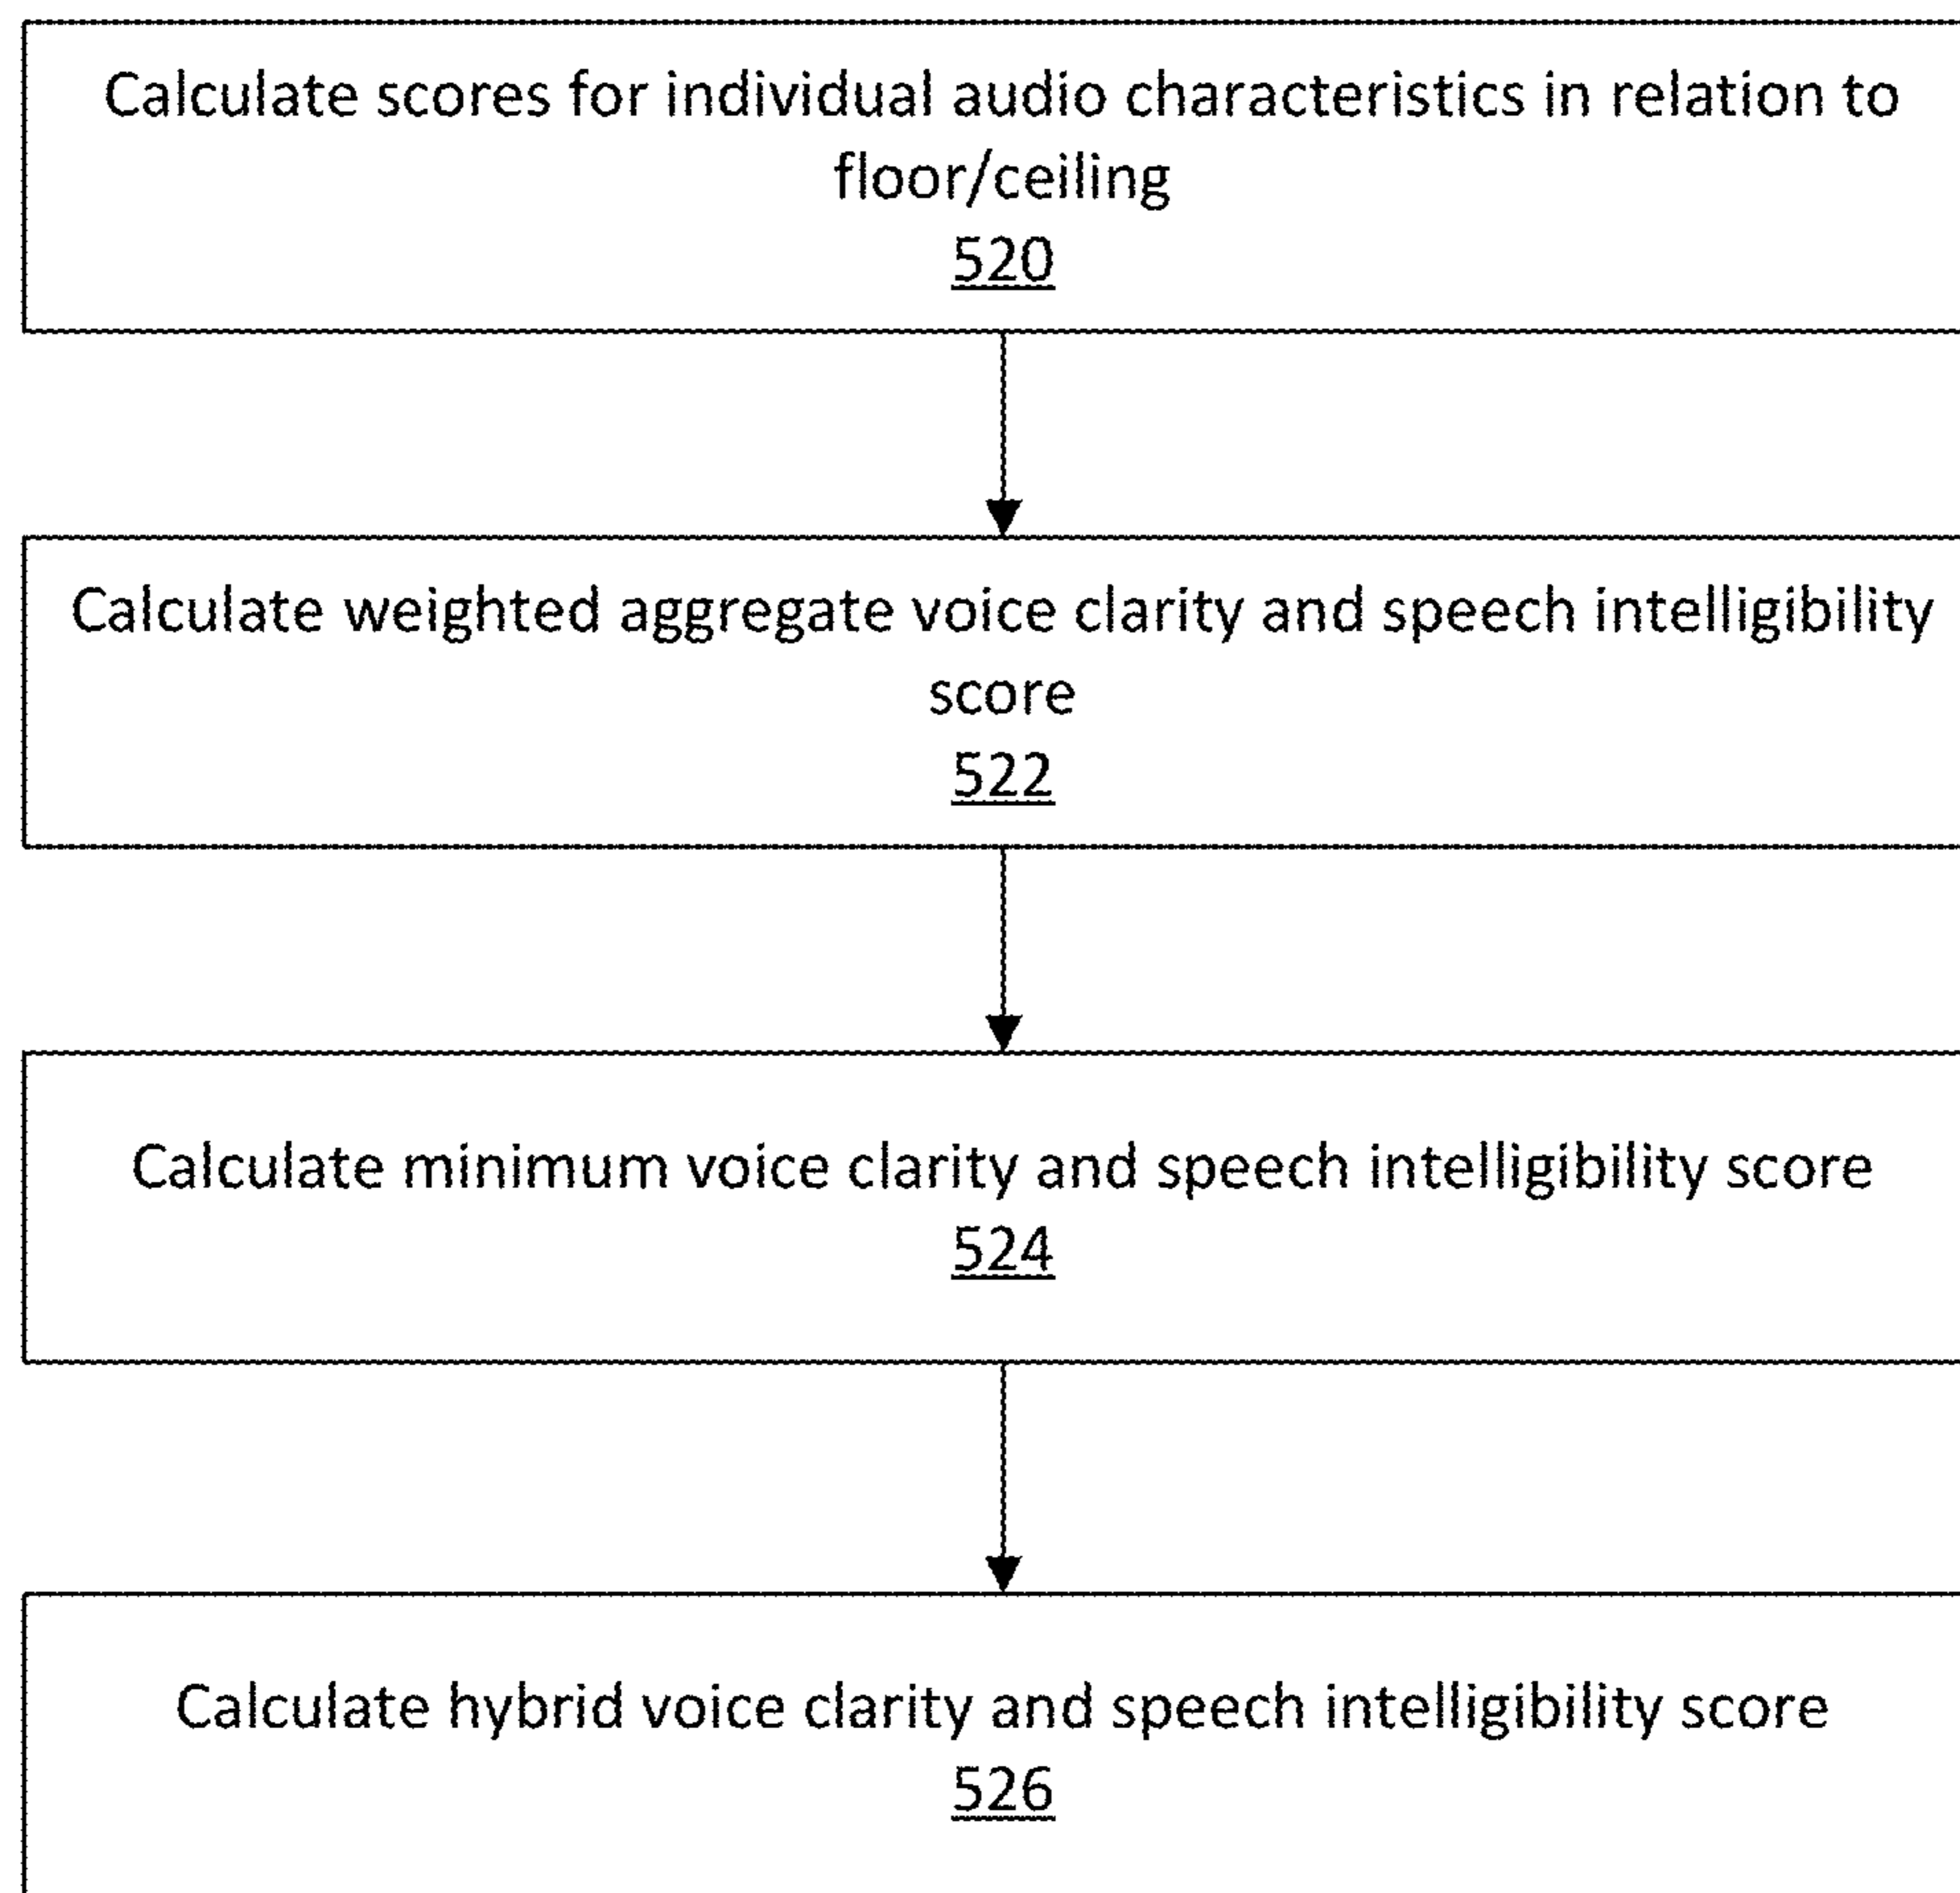 Calculate scores for individual audio characteristics in relation to
floor/ceiling
520
Calculate weighted aggregate voice clarity and speech intelligibility
score
522
Calculate minimum voice clarity and speech intelligibility score
524
Calculate hybrid voice clarity and speech intelligibility score
526